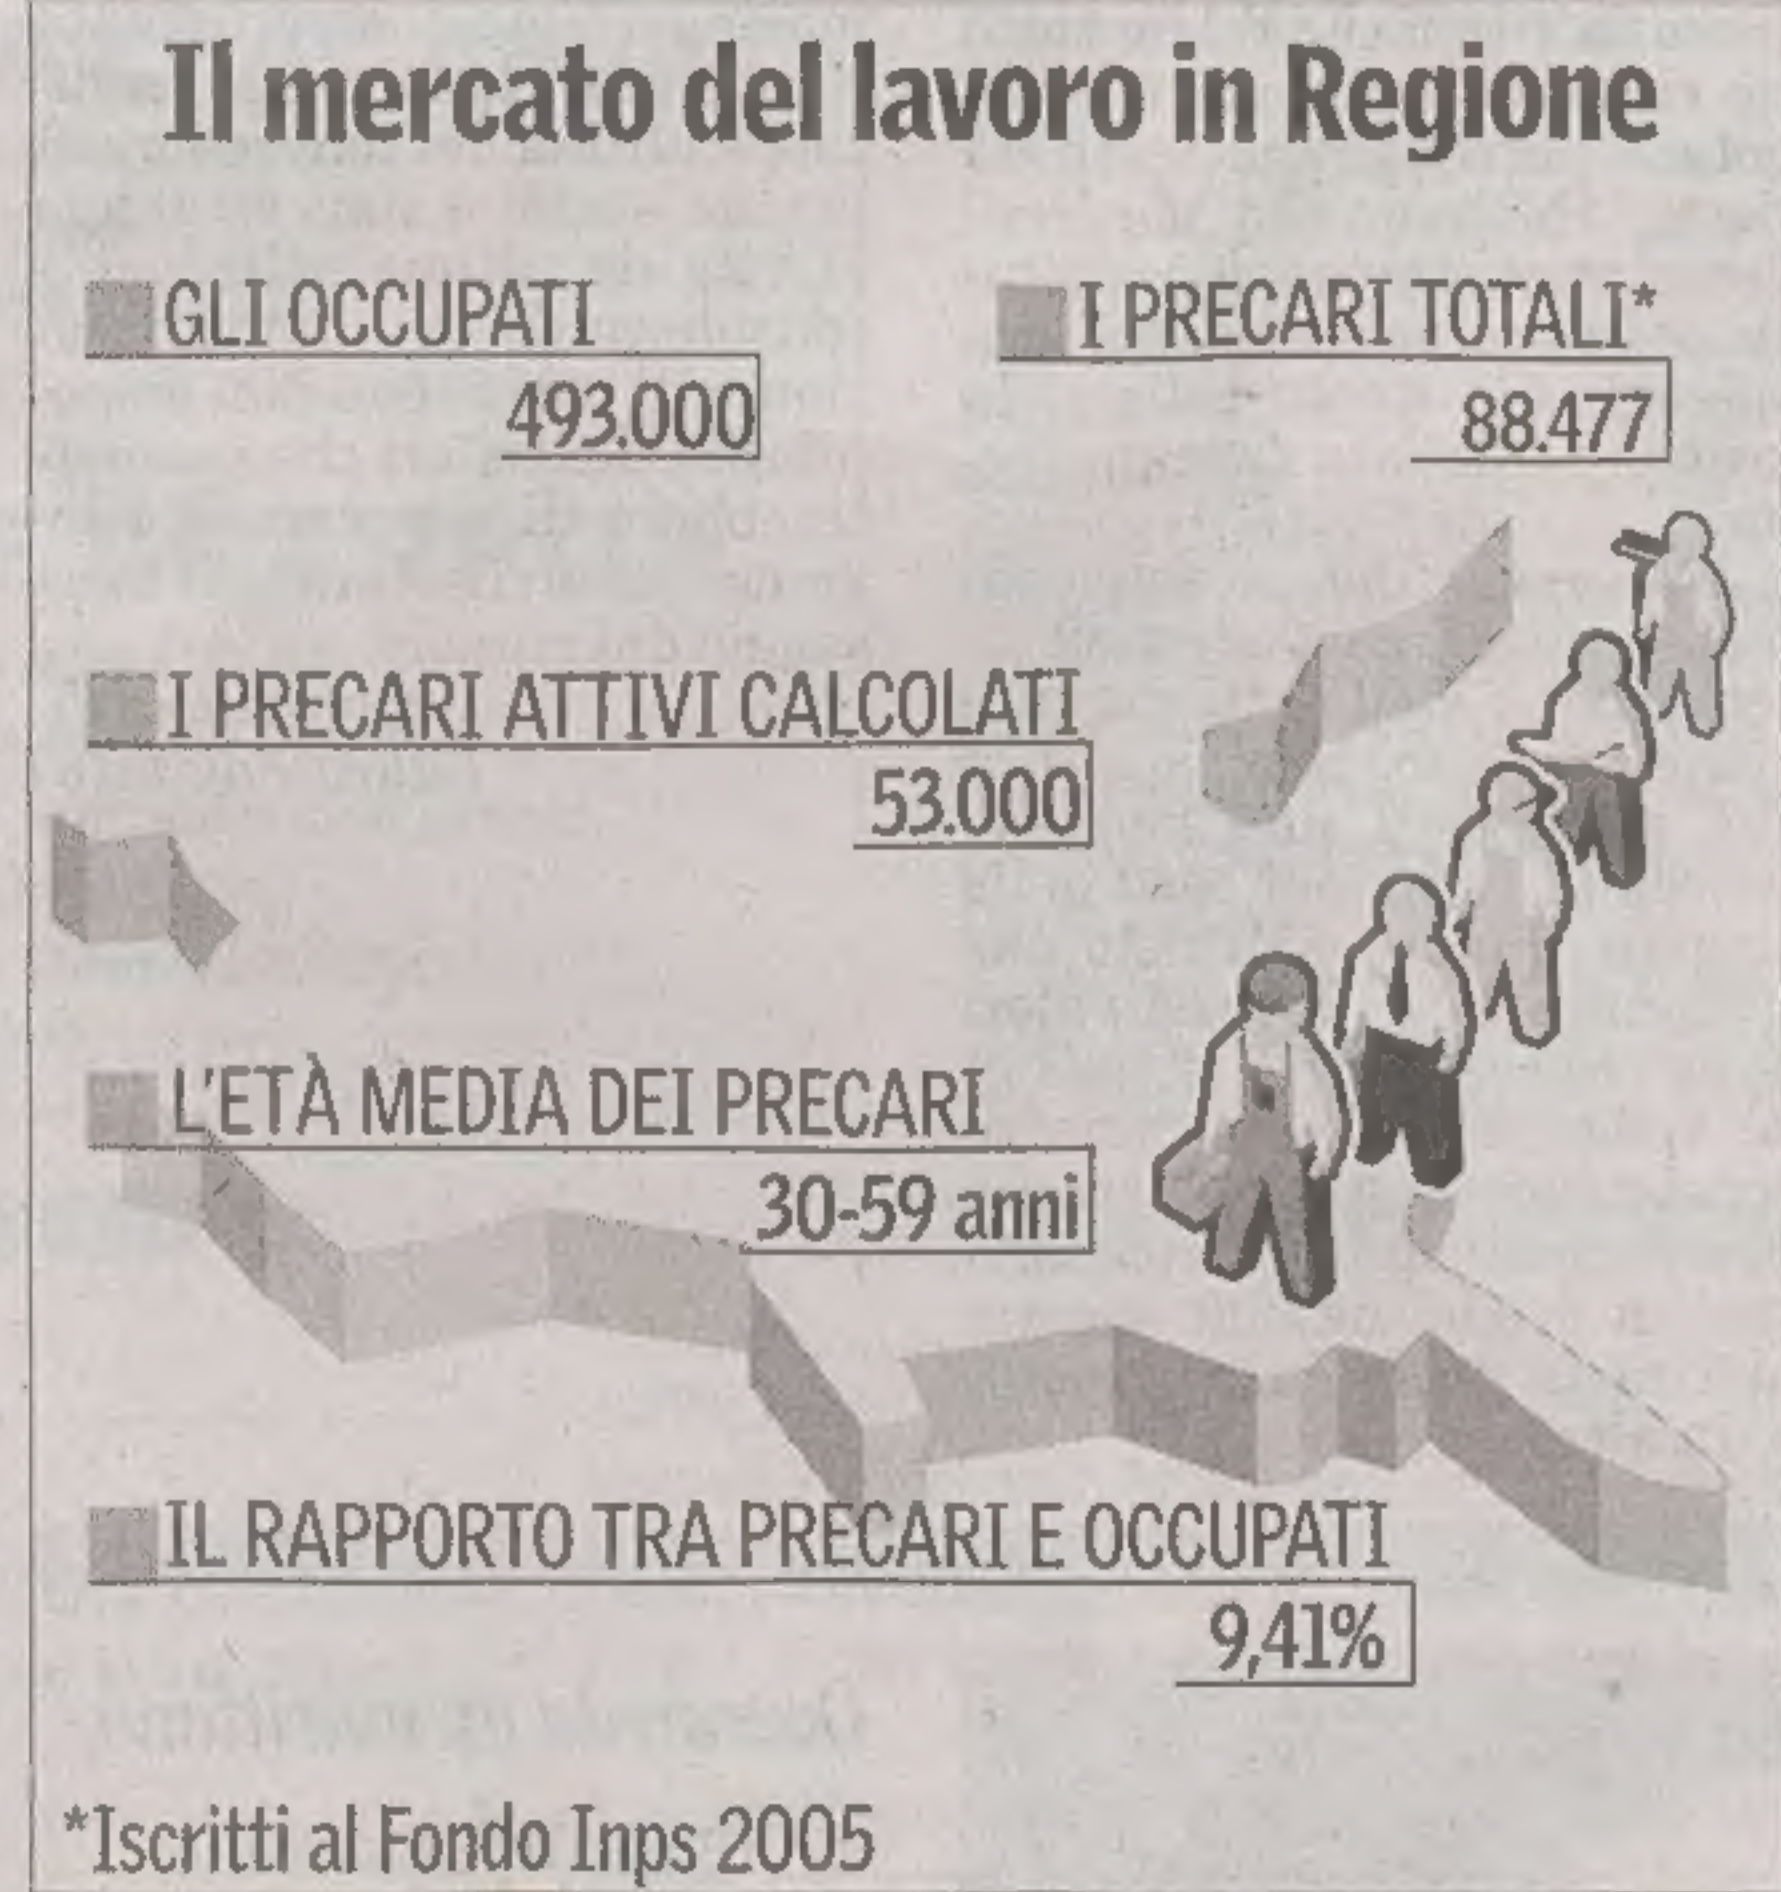 Il mercato del lavoro in Regione
GLI OCCUPATI
493.000
I PRECARI TOTALI*
88.477
I PRECARI ATTIVI CALCOLATI
53.000
L'ETÀ MEDIA DEI PRECARI
30-59 anni
IL RAPPORTO TRA PRECARI E OCCUPATI
9,41%
*Iscritti al Fondo Inps 2005